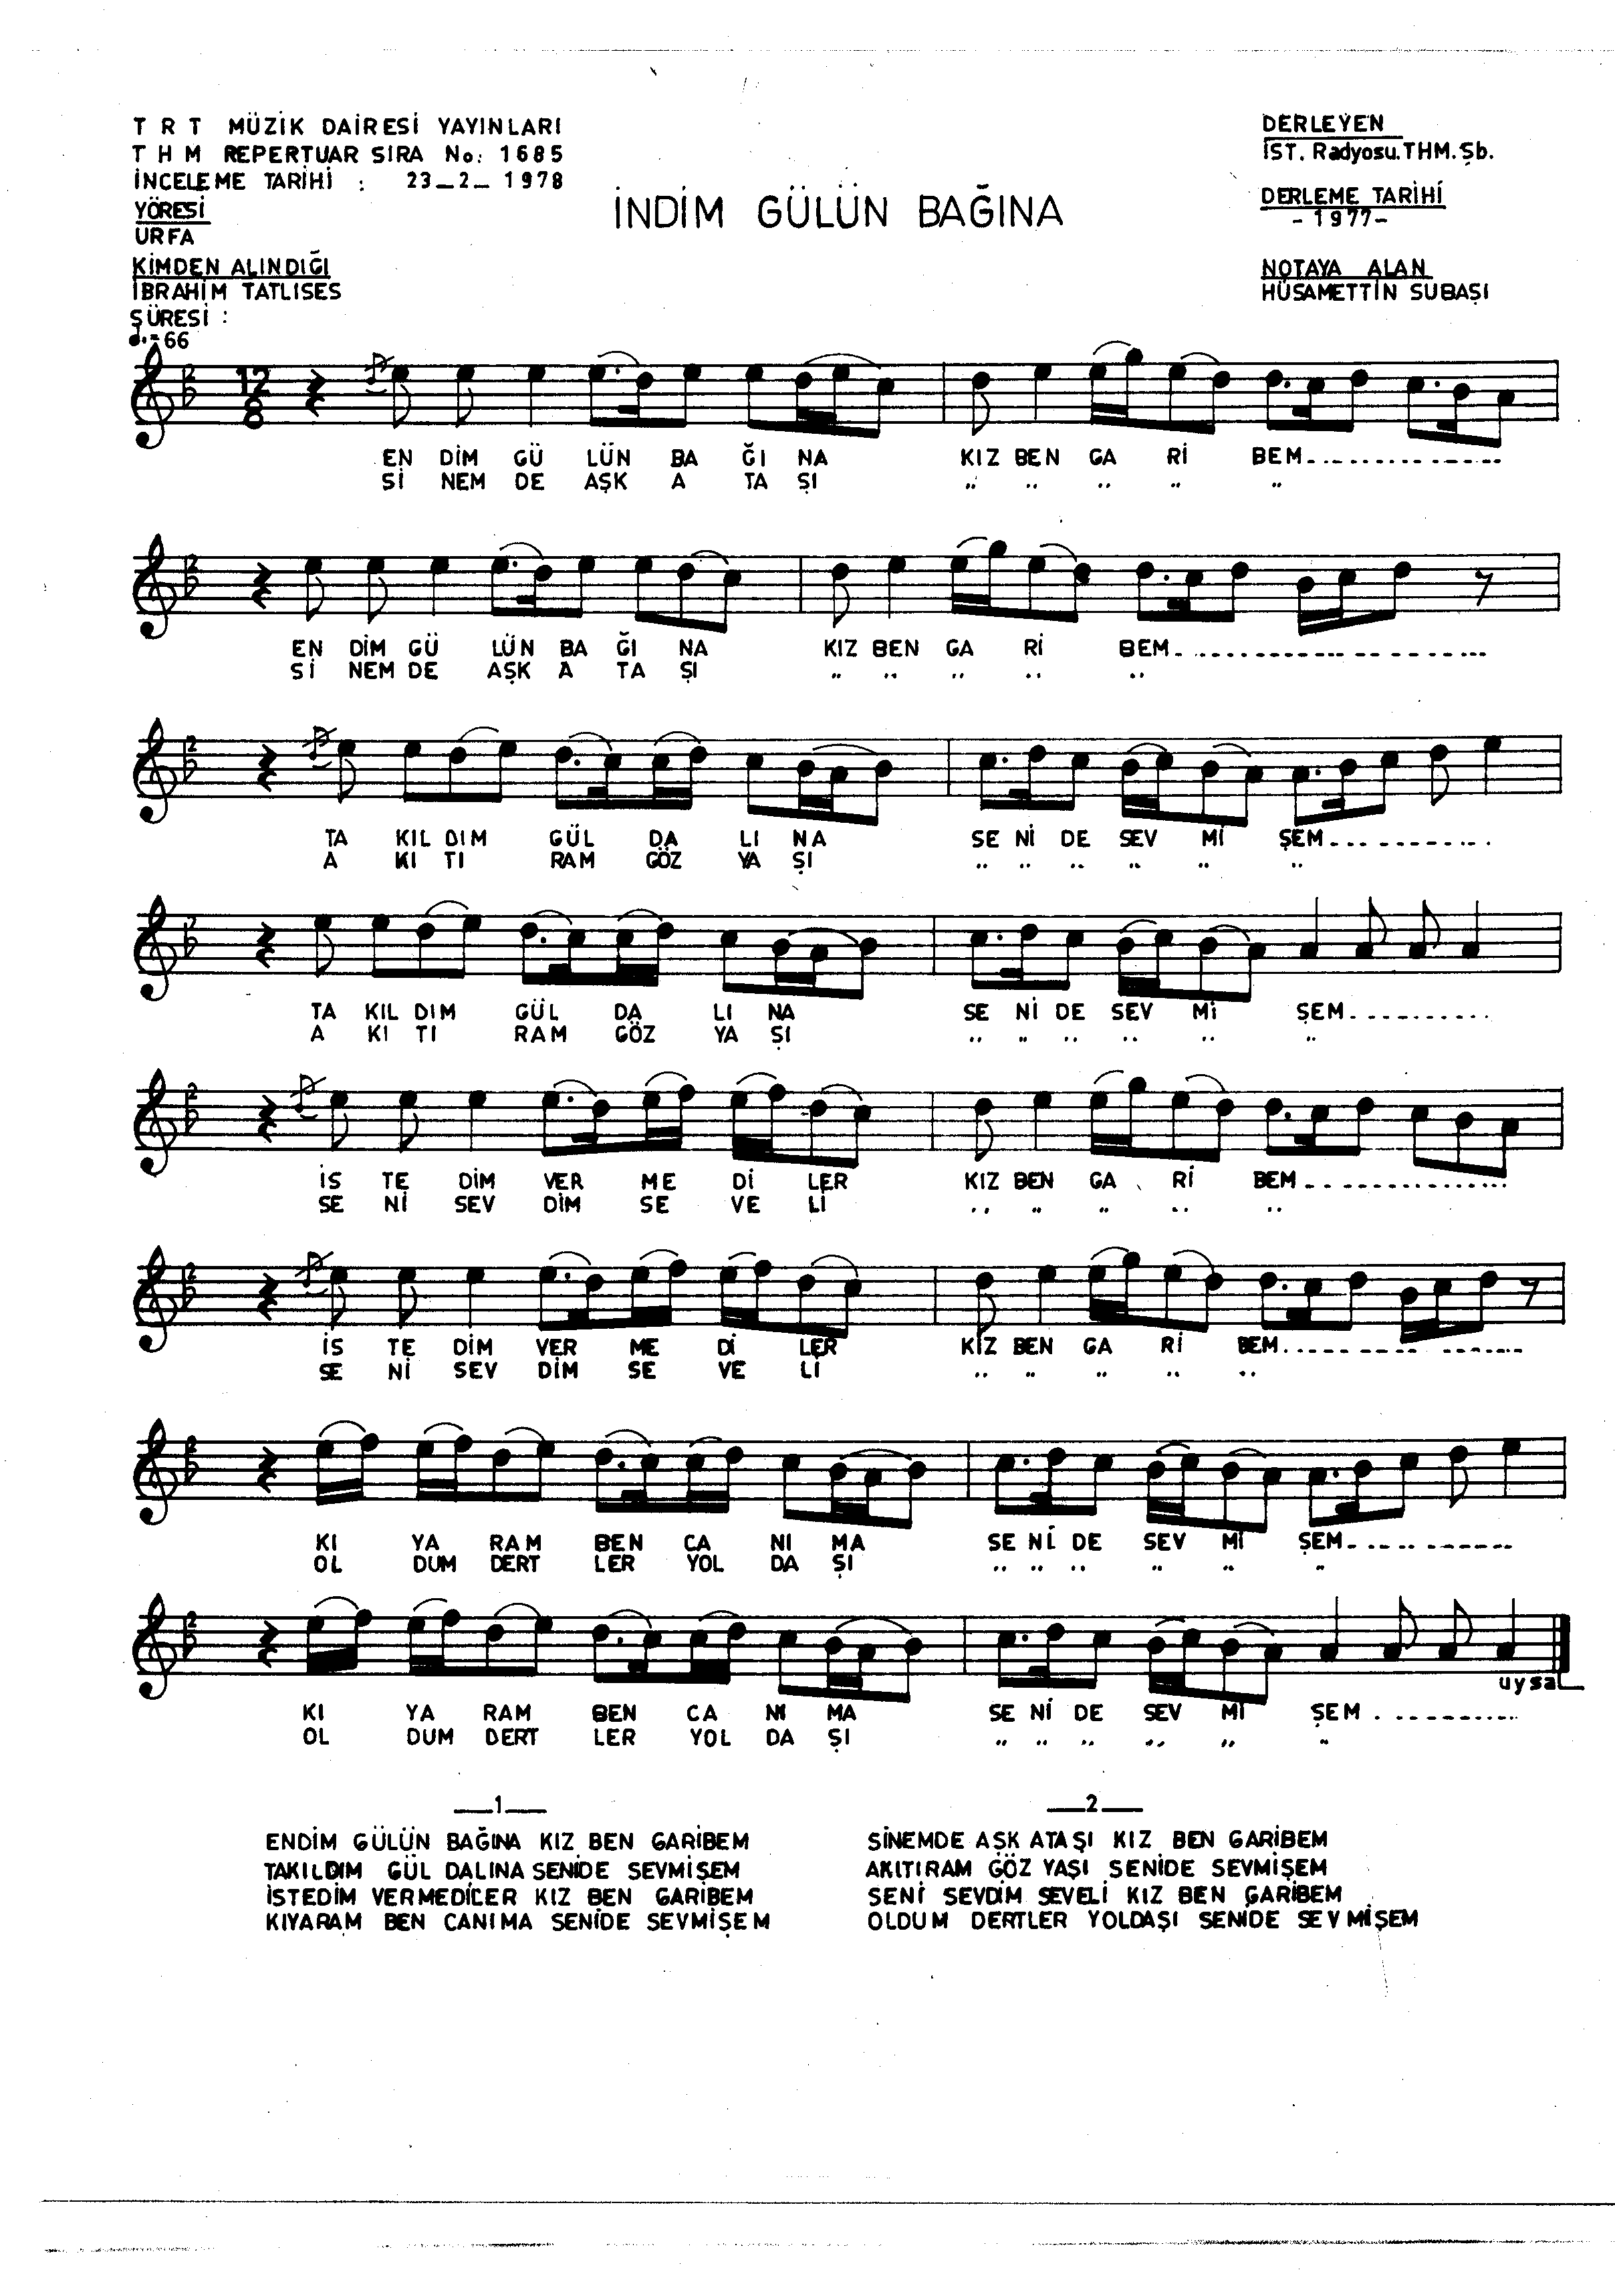 T R T MÜZİK DAİRESİ YAYINLARI
T H M REPERTUAR SIRA No: 1685
İNCELEME TARİHİ : 23_2_ 1978
YÖRESİ
URFA
KİMDEN ALINDIĞI
İBRAHİM TATLISES
SÜRESİ :
♩. = 66
İNDİM GÜLÜN BAĞINA
DERLEYEN
İST. Radyosu.THM.Şb.
DERLEME TARİHİ
- 1977-
NOTAYA ALAN
HÜSAMETTİN SUBAŞI
12
8
EN DİM GÜ LÜN BA ĞI NA KIZ BEN GA Rİ BEM...............
Sİ NEM DE AŞK A TA ŞI " " " " "
EN DİM GÜ LÜN BA ĞI NA KIZ BEN GA Rİ BEM...............
Sİ NEM DE AŞK A TA ŞI " " " " "
TA KIL DIM GÜL DA LI NA SE Nİ DE SEV Mİ ŞEM...............
A KI TI RAM GÖZ YA ŞI " " " " " "
TA KIL DIM GÜL DA LI NA SE Nİ DE SEV Mİ ŞEM...............
A KI TI RAM GÖZ YA ŞI " " " " " "
İS TE DİM VER ME Dİ LER KIZ BEN GA Rİ BEM...............
SE Nİ SEV DİM SE VE Lİ " " " " "
İS TE DİM VER ME Dİ LER KIZ BEN GA Rİ BEM...............
SE Nİ SEV DİM SE VE Lİ " " " " "
KI YA RAM BEN CA NI MA SE Nİ DE SEV Mİ ŞEM...............
OL DUM DERT LER YOL DA ŞI " " " " " "
uysal
KI YA RAM BEN CA NI MA SE Nİ DE SEV Mİ ŞEM...............
OL DUM DERT LER YOL DA ŞI " " " " " "
__1__
ENDİM GÜLÜN BAĞINA KIZ BEN GARİBEM
TAKILDIM GÜL DALINA SENİDE SEVMİŞEM
İSTEDİM VERMEDİLER KIZ BEN GARİBEM
KIYARAM BEN CANIMA SENİDE SEVMİŞEM
__2__
SİNEMDE AŞK ATAŞI KIZ BEN GARİBEM
AKITIRAM GÖZ YAŞI SENİDE SEVMİŞEM
SENİ SEVDİM SEVELİ KIZ BEN GARİBEM
OLDUM DERTLER YOLDAŞI SENİDE SEVMİŞEM